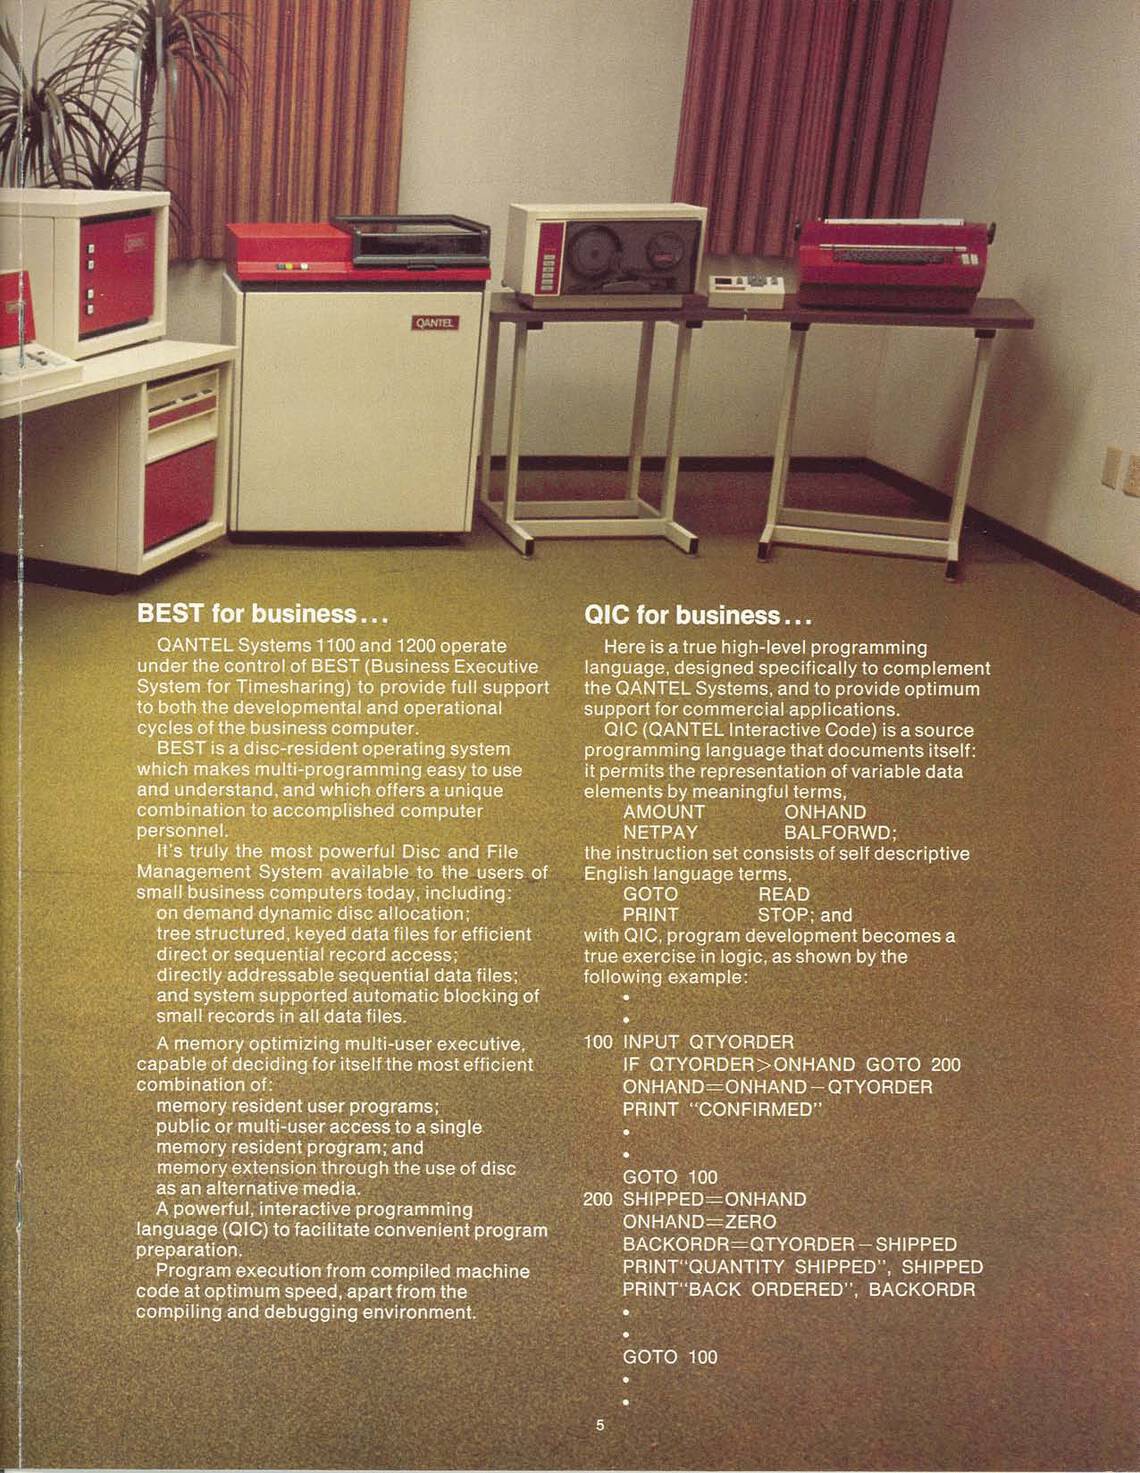 QANTEL
QANTEL
BEST for business...
QANTEL Systems 1100 and 1200 operate
under the control of BEST (Business Executive
System for Timesharing) to provide full support
to both the developmental and operational
cycles of the business computer.
BEST is a disc-resident operating system
which makes multi-programming easy to use
and understand, and which offers a unique
combination to accomplished computer
personnel.
It's truly the most powerful Disc and File
Management System available to the users of
small business computers today, including:
on demand dynamic disc allocation;
tree structured, keyed data files for efficient
direct or sequential record access;
directly addressable sequential data files;
and system supported automatic blocking of
small records in all data files.
A memory optimizing multi-user executive,
capable of deciding for itself the most efficient
combination of:
memory resident user programs;
public or multi-user access to a single
memory resident program; and
memory extension through the use of disc
as an alternative media.
A powerful, interactive programming
language (QIC) to facilitate convenient program
preparation.
Program execution from compiled machine
code at optimum speed, apart from the
compiling and debugging environment.
QIC for business...
Here is a true high-level programming
language, designed specifically to complement
the QANTEL Systems, and to provide optimum
support for commercial applications.
QIC (QANTEL Interactive Code) is a source
programming language that documents itself:
it permits the representation of variable data
elements by meaningful terms,
AMOUNT ONHAND
NETPAY BALFORWD;
the instruction set consists of self descriptive
English language terms,
GOTO READ
PRINT STOP; and
with QIC, program development becomes a
true exercise in logic, as shown by the
following example:
•
•
100 INPUT QTYORDER
IF QTYORDER>ONHAND GOTO 200
ONHAND=ONHAND−QTYORDER
PRINT "CONFIRMED"
•
•
GOTO 100
200 SHIPPED=ONHAND
ONHAND=ZERO
BACKORDR=QTYORDER−SHIPPED
PRINT"QUANTITY SHIPPED", SHIPPED
PRINT"BACK ORDERED", BACKORDR
•
•
GOTO 100
•
•
5